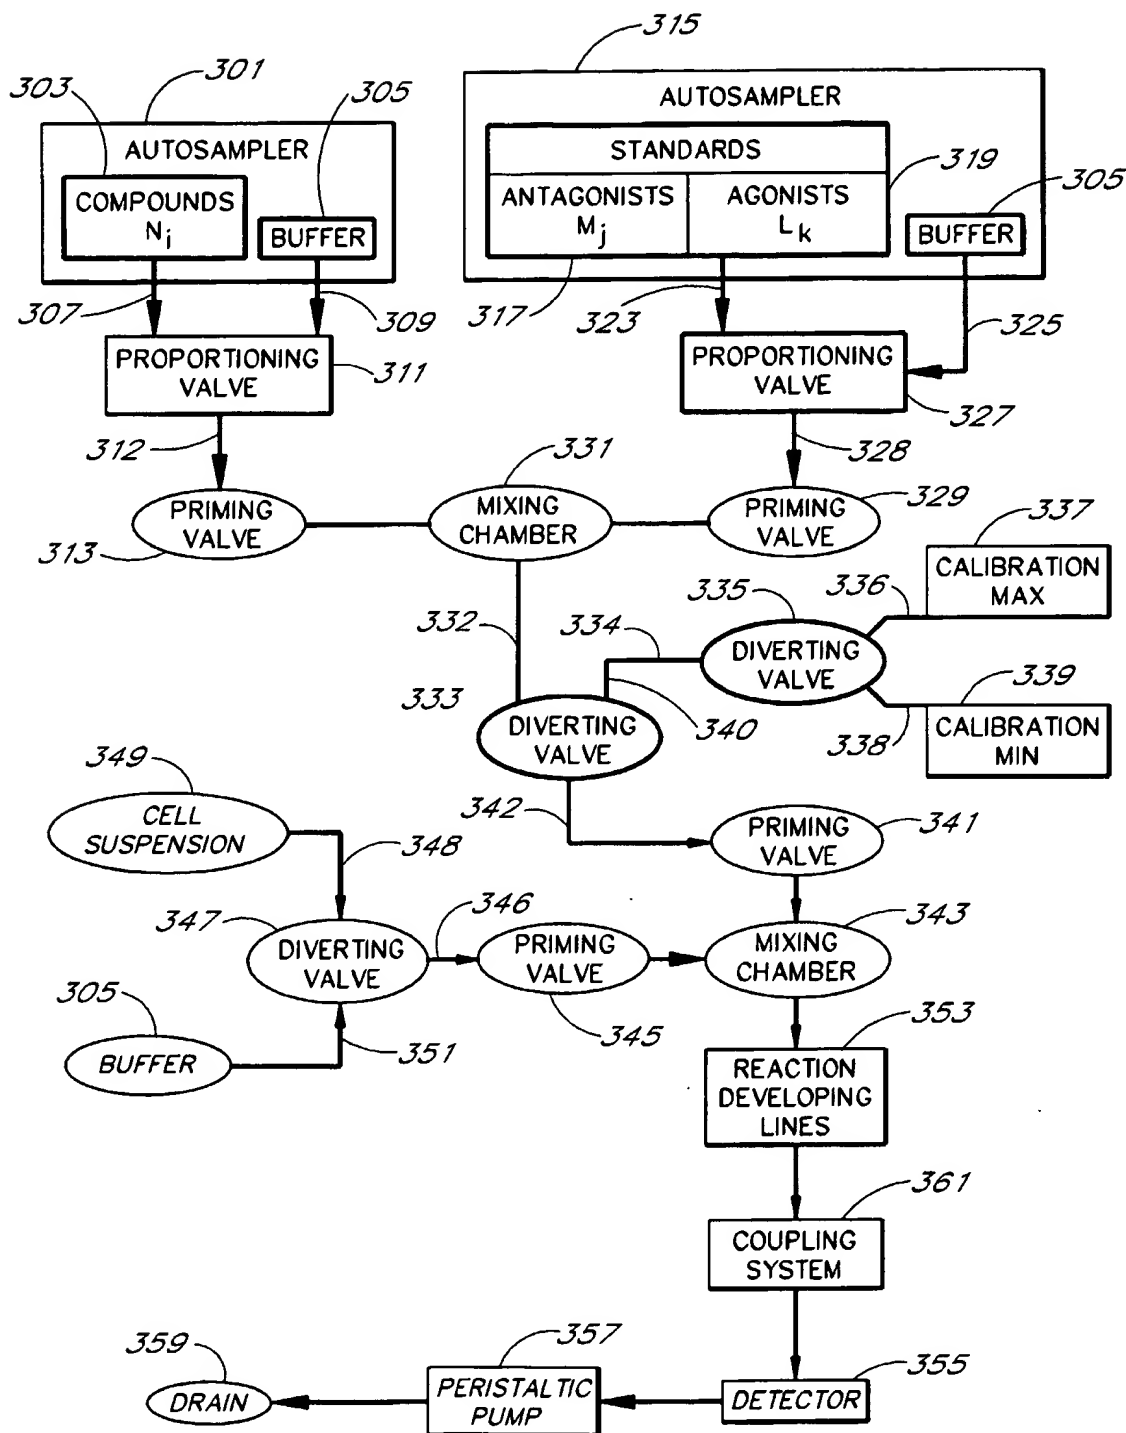 315
301
303
305
AUTOSAMPLER
AUTOSAMPLER
STANDARDS
319
305
COMPOUNDS
Ni
BUFFER
ANTAGONISTS
Mj
AGONISTS
Lk
BUFFER
307
309
317
323
325
PROPORTIONING
VALVE
311
PROPORTIONING
VALVE
327
312
331
328
PRIMING
VALVE
313
MIXING
CHAMBER
PRIMING
VALVE
329
337
CALIBRATION
MAX
335
336
332
334
DIVERTING
VALVE
339
333
340
338
CALIBRATION
MIN
DIVERTING
VALVE
349
CELL
SUSPENSION
342
PRIMING
VALVE
341
348
347
346
343
DIVERTING
VALVE
PRIMING
VALVE
MIXING
CHAMBER
305
345
353
BUFFER
351
REACTION
DEVELOPING
LINES
361
COUPLING
SYSTEM
359
357
355
DRAIN
PERISTALTIC
PUMP
DETECTOR